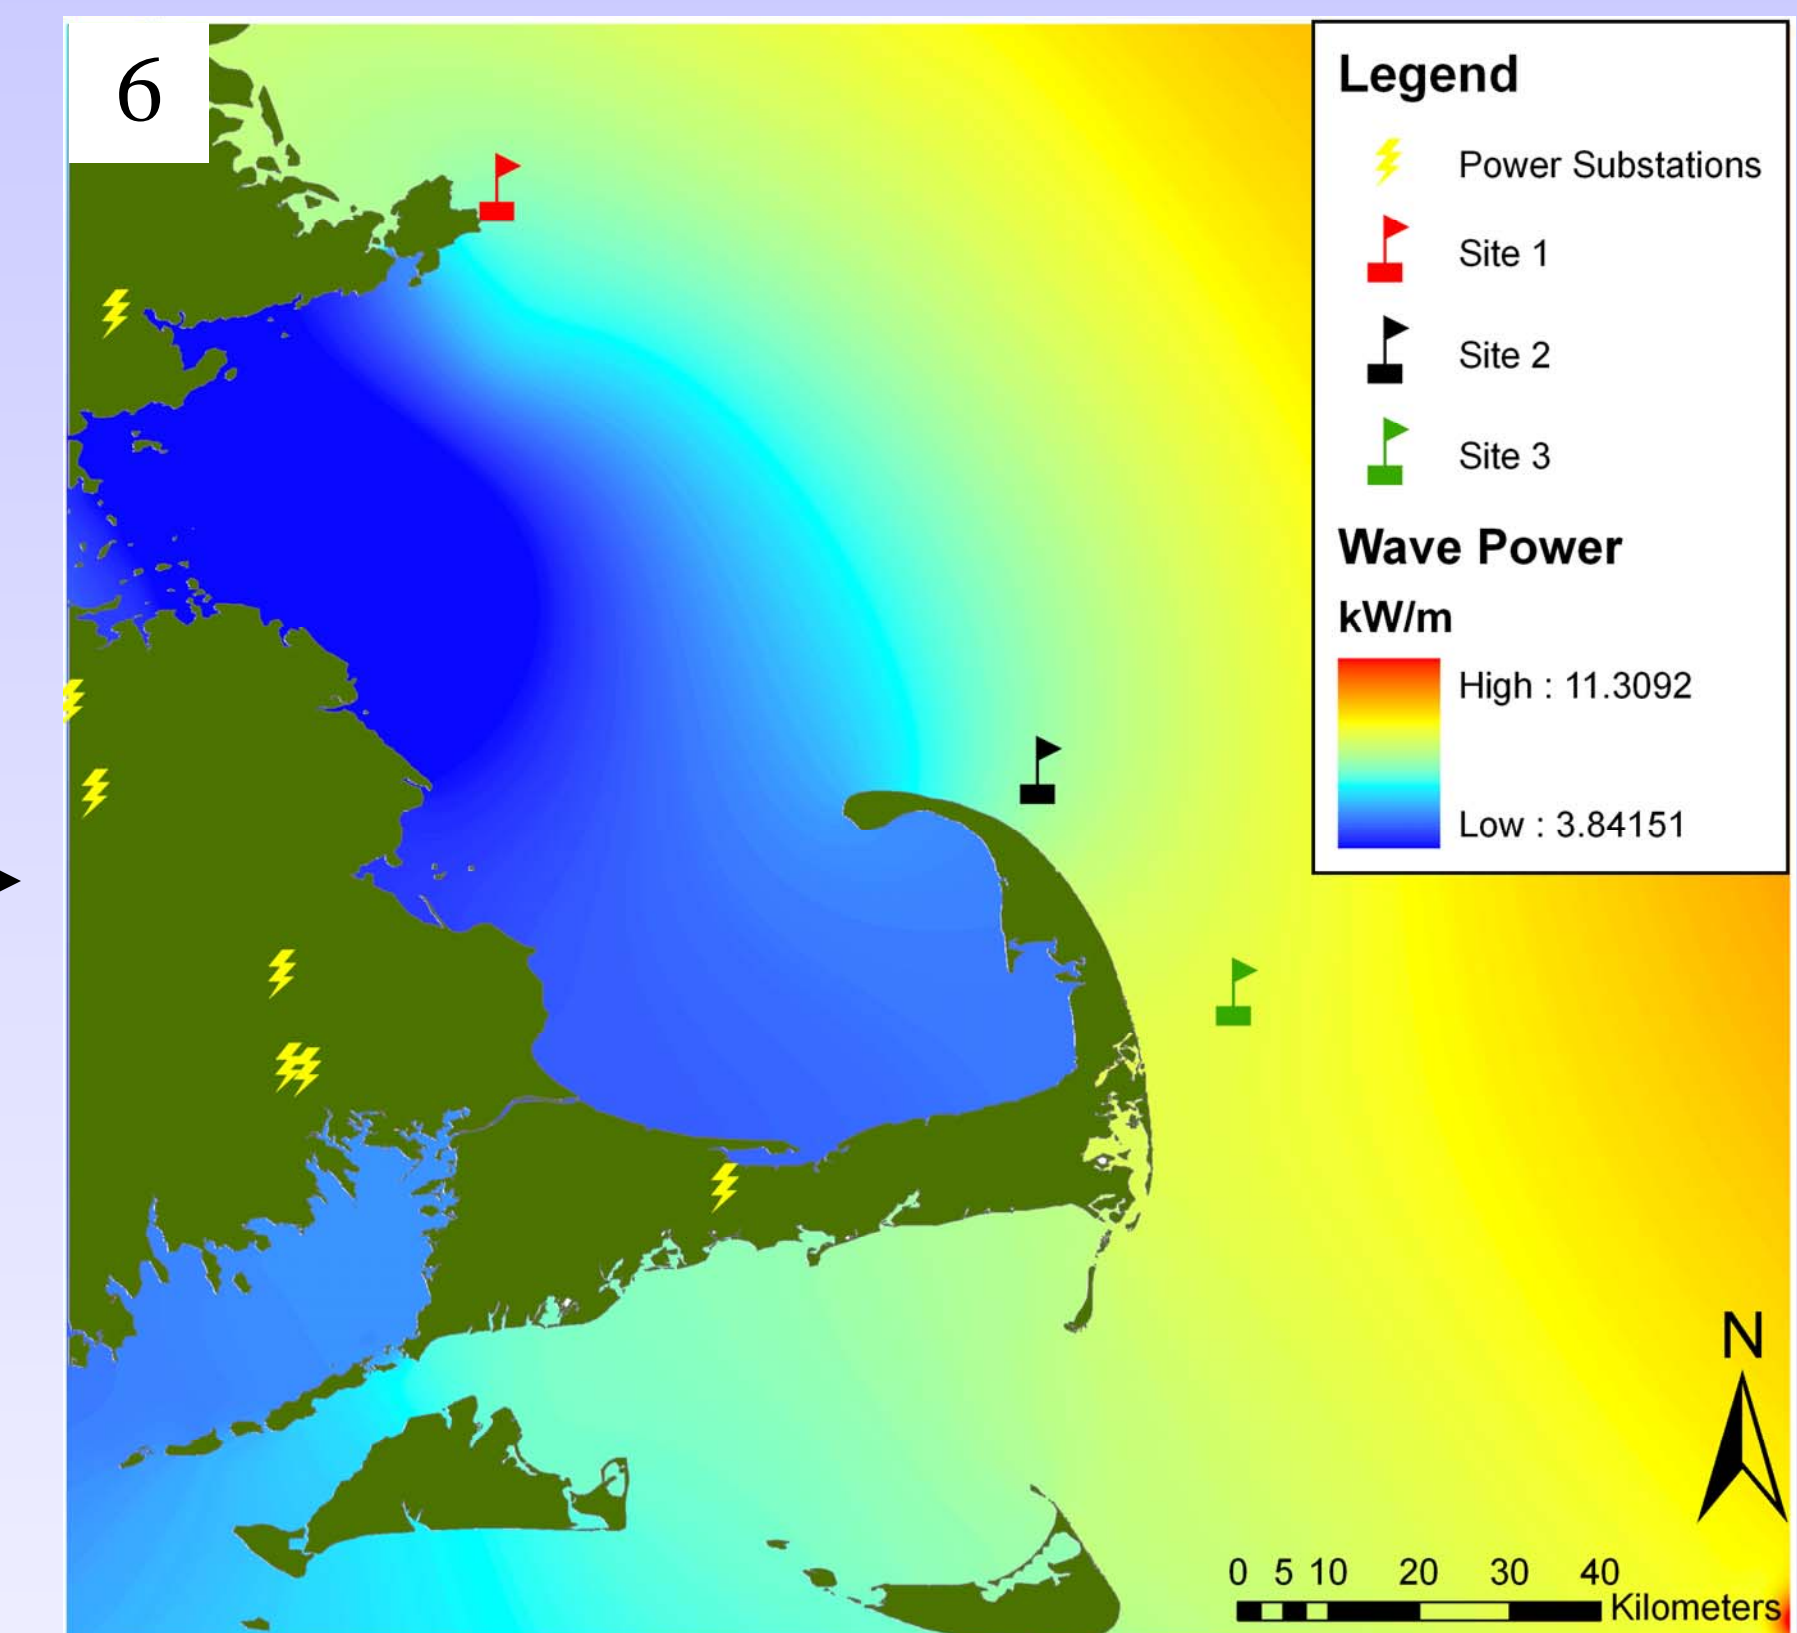 6
Legend
Power Substations
Site 1
Site 2
Site 3
Wave Power
kW/m
High : 11.3092
Low : 3.84151
N
0 5 10 20 30 40
Kilometers